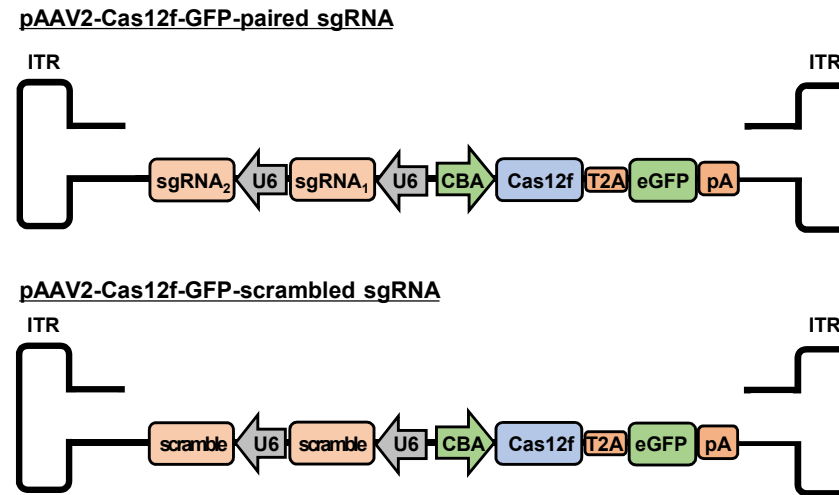 pAAV2-Cas12f-GFP-paired sgRNA
ITR ITR
sgRNA₂ U6 sgRNA₁ U6 CBA Cas12f T2A eGFP pA
pAAV2-Cas12f-GFP-scrambled sgRNA
ITR ITR
scramble U6 scramble U6 CBA Cas12f T2A eGFP pA